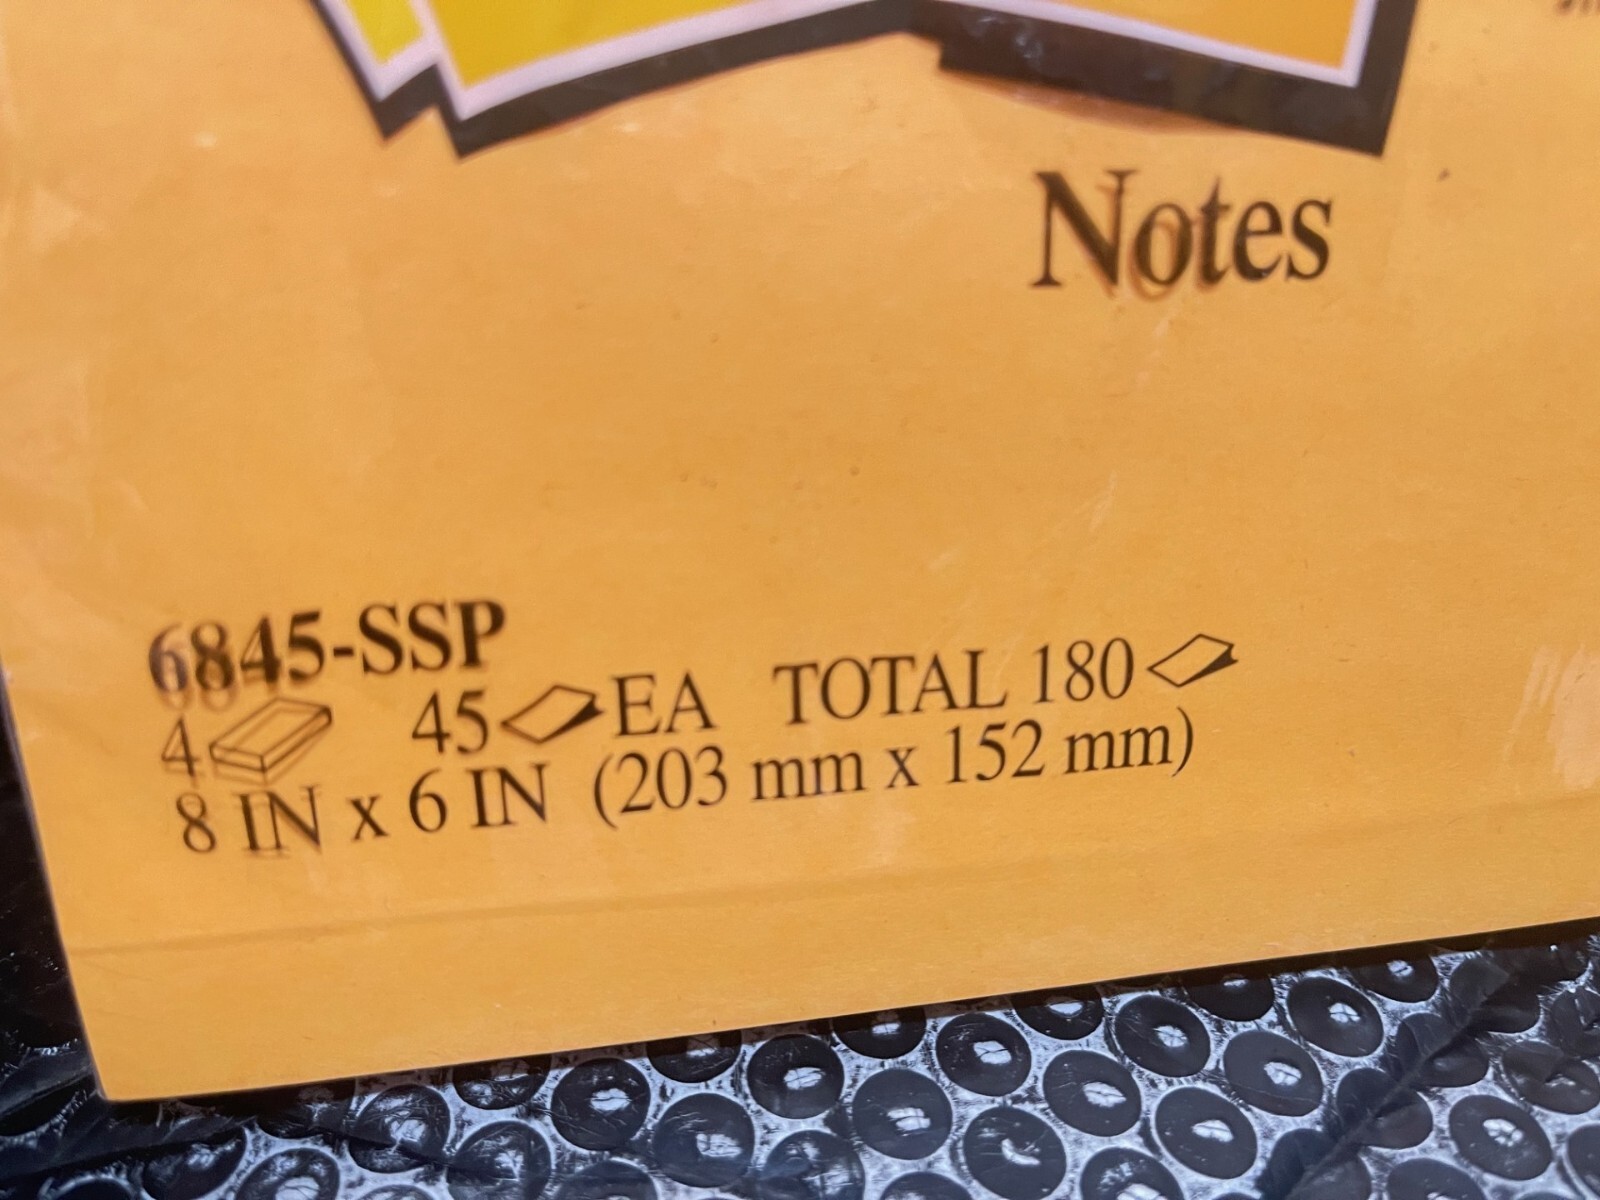 Notes
6845-SSP
4 45 EA TOTAL 180
8 IN x 6 IN (203 mm x 152 mm)